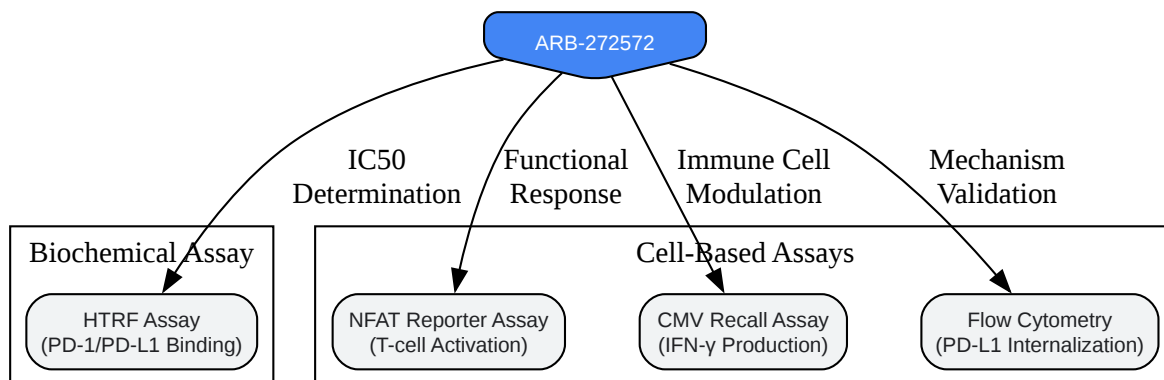 ARB-272572
IC50
Determination
Functional
Response
Immune Cell
Modulation
Mechanism
Validation
Biochemical Assay
Cell-Based Assays
HTRF Assay
(PD-1/PD-L1 Binding)
NFAT Reporter Assay
(T-cell Activation)
CMV Recall Assay
(IFN-γ Production)
Flow Cytometry
(PD-L1 Internalization)